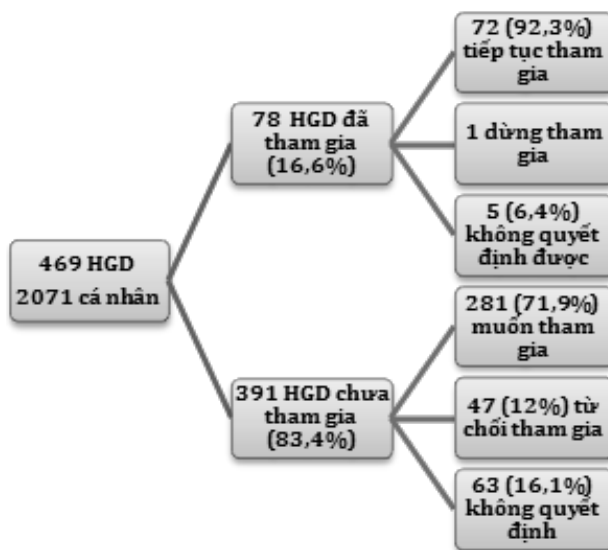 469 HGD
2071 cá nhân
78 HGD đã
tham gia
(16,6%)
72 (92,3%)
tiếp tục tham
gia
1 dừng tham
gia
5 (6,4%)
không quyết
định được
391 HGD chưa
tham gia
(83,4%)
281 (71,9%)
muốn tham
gia
47 (12%) từ
chối tham gia
63 (16,1%)
không quyết
định